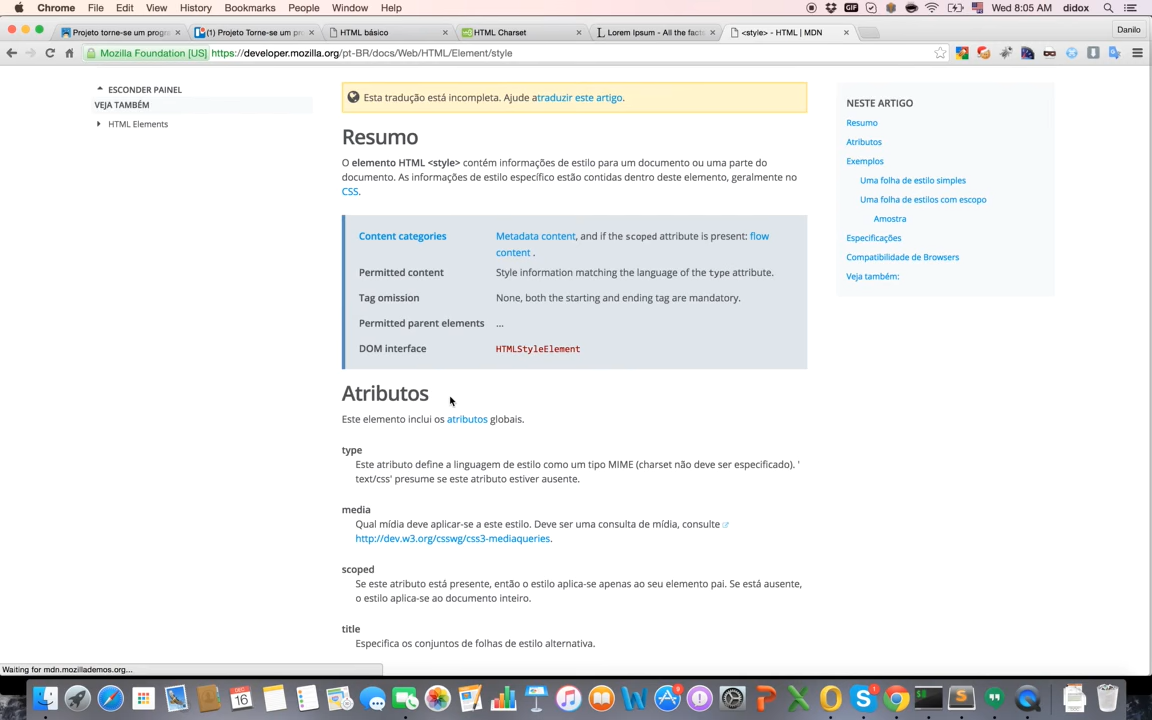 Chrome File Edit View History Bookmarks People Window Help
GIF Wed 8:05 AM didox
Projeto torne-se um progra
(1) Projeto Torne-se um pro
HTML básico
HTML Charset
Lorem Ipsum - All the facts
<style> - HTML | MDN
Danilo
Mozilla Foundation [US] https://developer.mozilla.org/pt-BR/docs/Web/HTML/Element/style
ESCONDER PAINEL
VEJA TAMBÉM
HTML Elements
Esta tradução está incompleta. Ajude atraduzir este artigo.
Resumo
O elemento HTML <style> contém informações de estilo para um documento ou uma parte do
documento. As informações de estilo específico estão contidas dentro deste elemento, geralmente no
CSS.
Content categories Metadata content, and if the scoped attribute is present: flow
content .
Permitted content Style information matching the language of the type attribute.
Tag omission None, both the starting and ending tag are mandatory.
Permitted parent elements ...
DOM interface HTMLStyleElement
Atributos
Este elemento inclui os atributos globais.
type
Este atributo define a linguagem de estilo como um tipo MIME (charset não deve ser especificado). '
text/css' presume se este atributo estiver ausente.
media
Qual mídia deve aplicar-se a este estilo. Deve ser uma consulta de mídia, consulte
http://dev.w3.org/csswg/css3-mediaqueries.
scoped
Se este atributo está presente, então o estilo aplica-se apenas ao seu elemento pai. Se está ausente,
o estilo aplica-se ao documento inteiro.
title
Especifica os conjuntos de folhas de estilo alternativa.
NESTE ARTIGO
Resumo
Atributos
Exemplos
Uma folha de estilo simples
Uma folha de estilos com escopo
Amostra
Especificações
Compatibilidade de Browsers
Veja também:
Waiting for mdn.mozillademos.org...